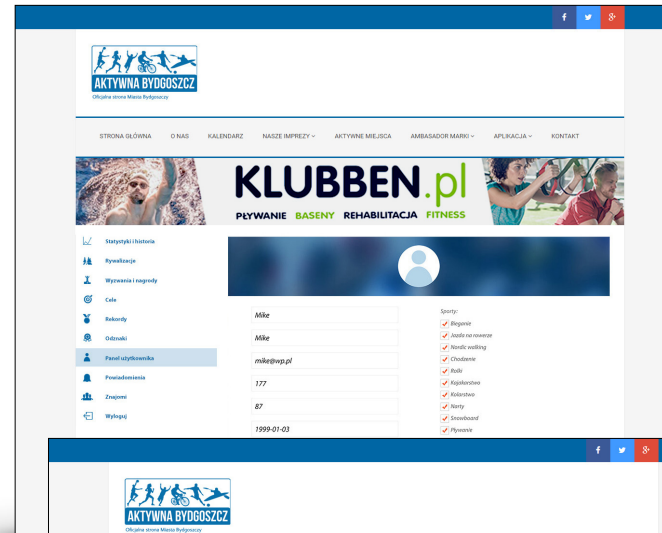 f g+
AKTYWNA BYDGOSZCZ
Oficjalna strona Miasta Bydgoszczy
STRONA GŁÓWNA O NAS KALENDARZ NASZE IMPREZY AKTYWNE MIEJSCA AMBASADOR MARKI APLIKACJA KONTAKT
KLUBBEN.pl
PŁYWANIE BASENY REHABILITACJA FITNESS
Statystyki i historia
Rywalizacje
Wyzwania i nagrody
Cele
Rekordy
Odznaki
Panel użytkownika
Powiadomienia
Znajomi
Wyloguj
Mike
Mike
mike@wp.pl
177
87
1999-01-03
Sporty:
Bieganie
Jazda na rowerze
Nordic walking
Chodzenie
Rolki
Kajakarstwo
Kolarstwo
Narty
Snowboard
Pływanie
f g+
AKTYWNA BYDGOSZCZ
Oficjalna strona Miasta Bydgoszczy